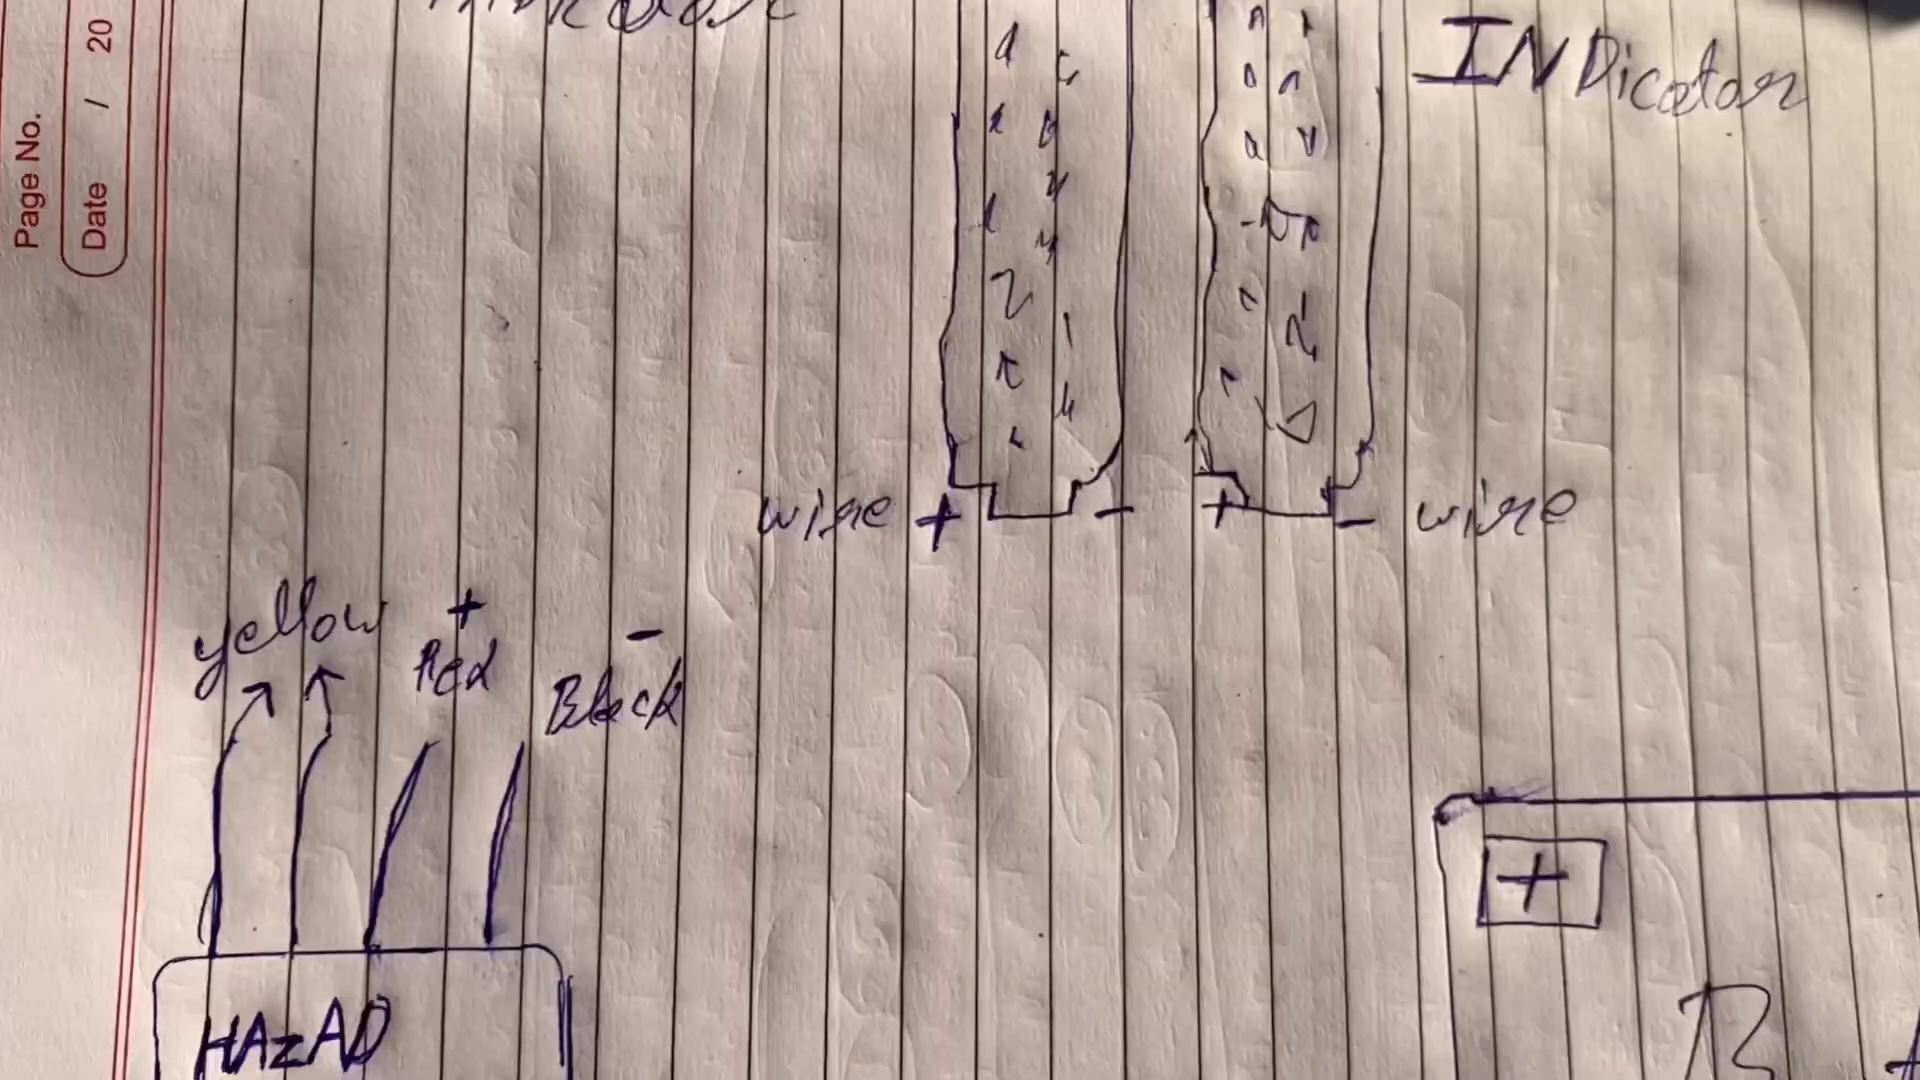 Page No.
Date / 20
INDicator
wire + - + - wire
yellow + -
Red
Black
+
HAZAD
B